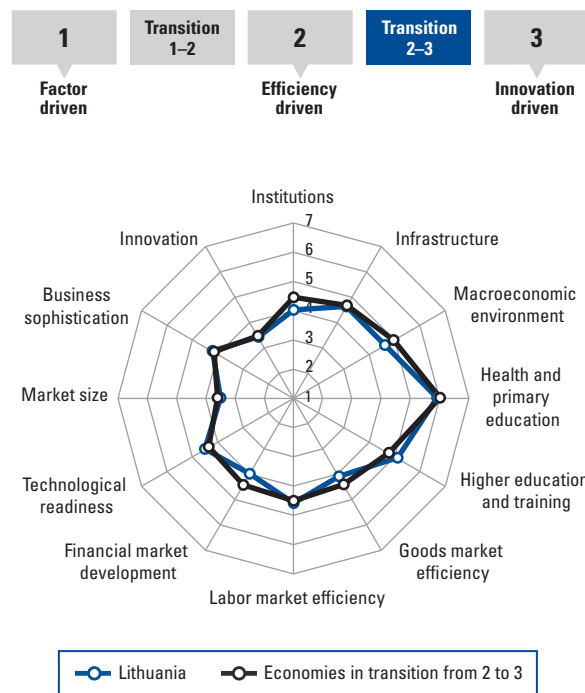 1
Transition
1–2
2
Transition
2–3
3
Factor
driven
Efficiency
driven
Innovation
driven
Institutions
7
Innovation
6
Infrastructure
5
Business
sophistication
4
Macroeconomic
environment
3
2
Market size
1
Health and
primary
education
Technological
readiness
Higher education
and training
Financial market
development
Goods market
efficiency
Labor market efficiency
Lithuania
Economies in transition from 2 to 3